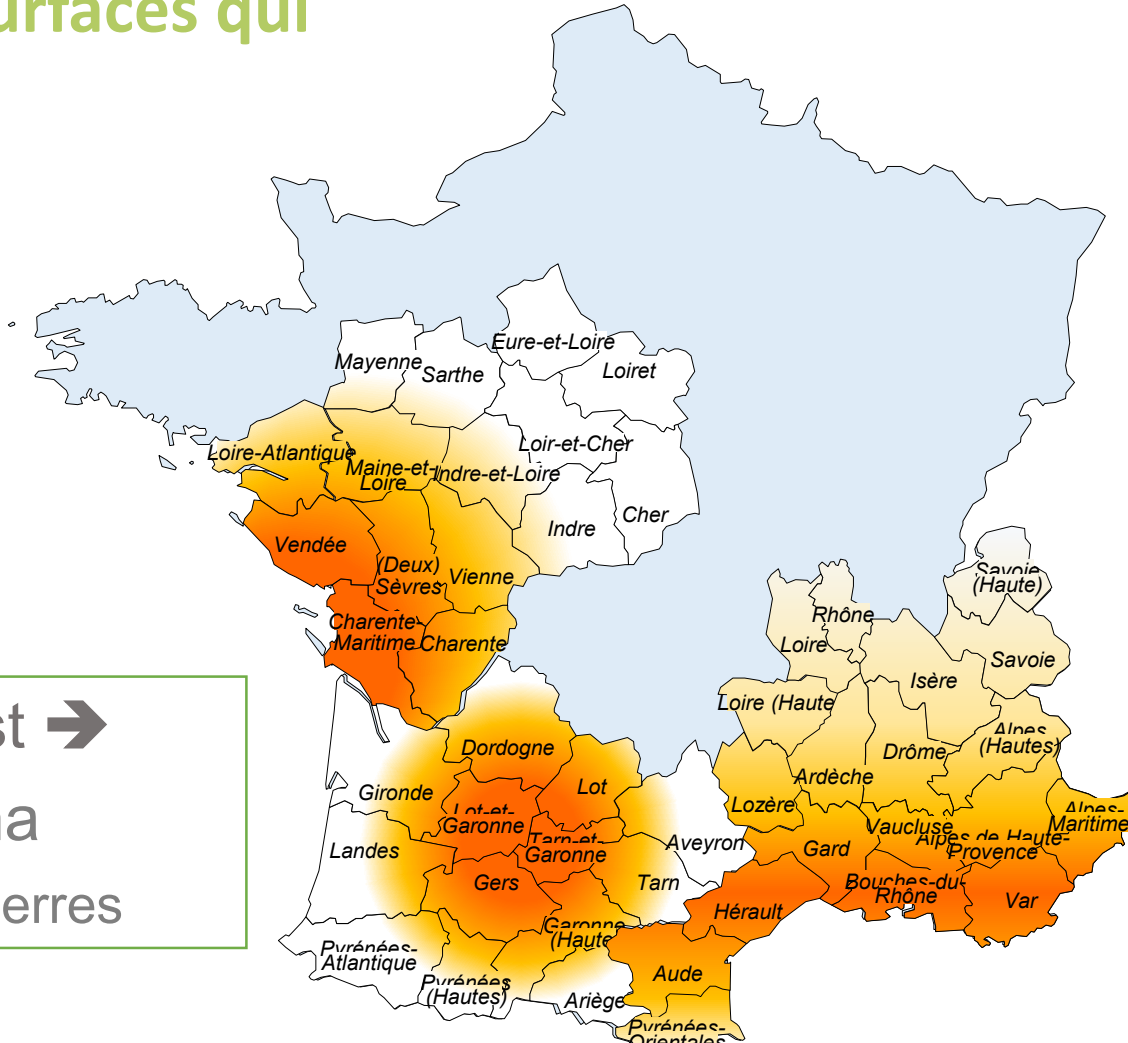 urfaces qui
Eure-et-Loire
Mayenne
Sarthe
Loiret
Loir-et-Cher
Loire-Atlantique
Maine-et-
Loire
Indre-et-Loire
Indre
Cher
Vendée
(Deux)
Sèvres
Vienne
Charente-
Maritime
Charente
Savoie
(Haute)
Rhône
Loire
Savoie
Isère
Loire (Haute
Alpes
(Hautes)
Drôme
Ardèche
Lozère
Alpes-
Maritime
Vaucluse
Alpes de Haute-
Provence
Gard
Bouches-du-
Rhône
Var
Hérault
Dordogne
Gironde
Lot
Lot-et-
Garonne
Tarn-et-
Garonne
Aveyron
Landes
Gers
Tarn
Garonne
(Haute
Pyrénées-
Atlantique
Pyrénées
(Hautes)
Ariège
Aude
Pyrénées-
Orientales
st ➔
ha
erres